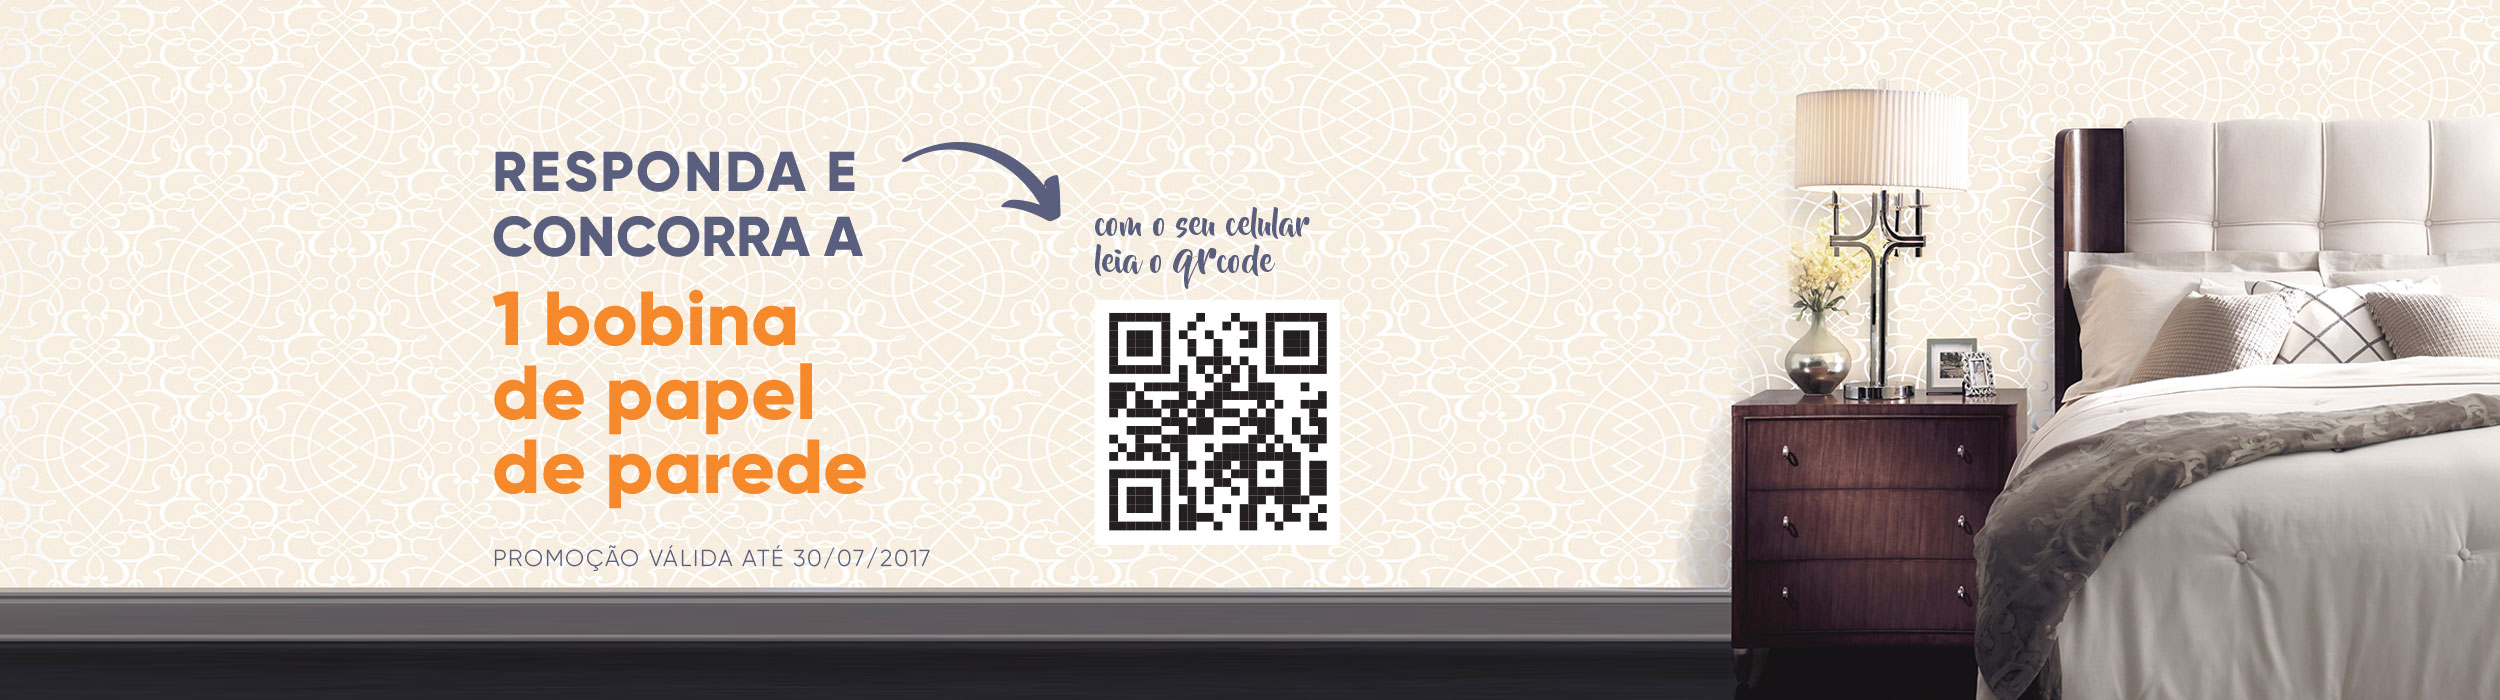 RESPONDA E
CONCORRA A
1 bobina
de papel
de parede
PROMOÇÃO VÁLIDA ATÉ 30/07/2017
com o seu celular
leia o qrcode